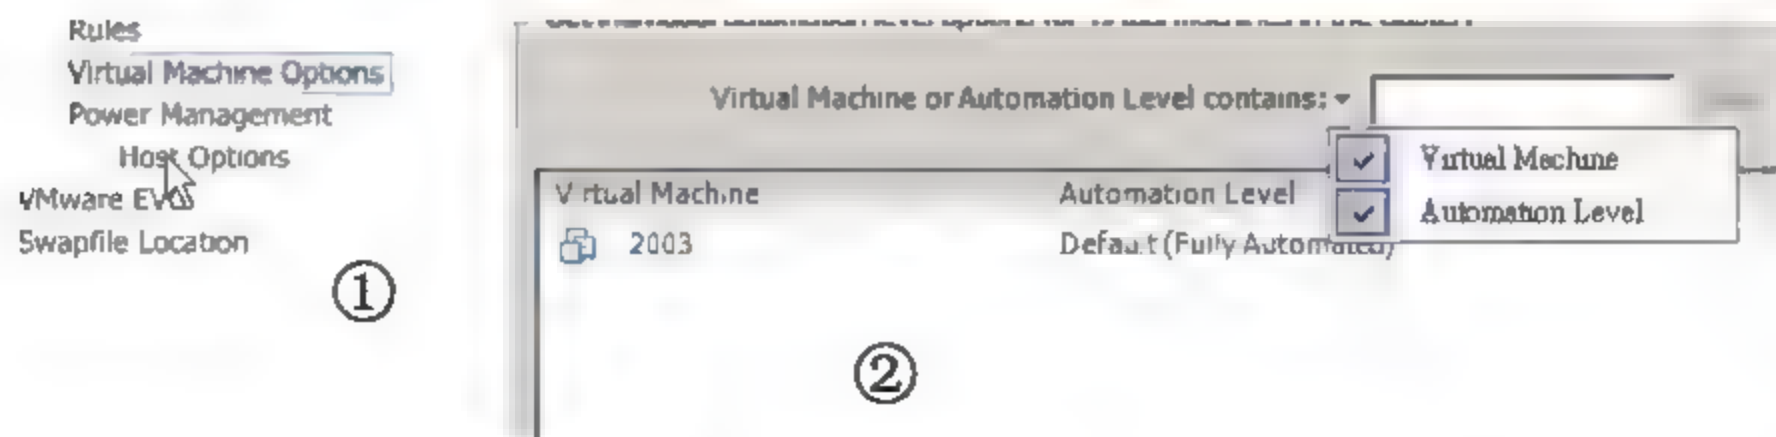 Rules
Virtual Machine Options
Power Management
Host Options
VMware EVC
Swapfile Location
①
Virtual Machine or Automation Level contains:
Virtual Machine
Automation Level
Virtual Machine Automation Level
2003 Default (Fully Automated)
②